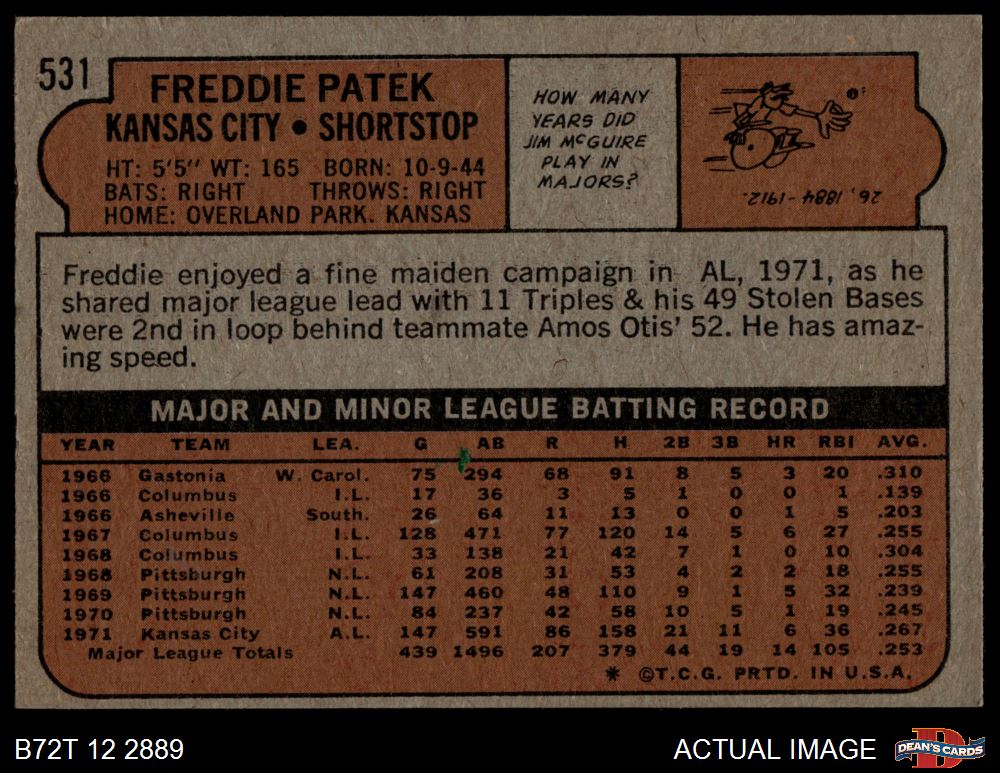 531
FREDDIE PATEK
KANSAS CITY • SHORTSTOP
HT: 5'5" WT: 165 BORN: 10-9-44
BATS: RIGHT THROWS: RIGHT
HOME: OVERLAND PARK. KANSAS
HOW MANY
YEARS DID
JIM McGUIRE
PLAY IN
MAJORS?
26, 1884-1912.
Freddie enjoyed a fine maiden campaign in AL, 1971, as he
shared major league lead with 11 Triples & his 49 Stolen Bases
were 2nd in loop behind teammate Amos Otis' 52. He has amaz-
ing speed.
MAJOR AND MINOR LEAGUE BATTING RECORD
YEAR TEAM LEA. G AB R H 2B 3B HR RBI AVG.
1966 Gastonia W. Carol. 75 294 68 91 8 5 3 20 .310
1966 Columbus I.L. 17 36 3 5 1 0 0 1 .139
1966 Asheville South. 26 64 11 13 0 0 1 5 .203
1967 Columbus I.L. 128 471 77 120 14 5 6 27 .255
1968 Columbus I.L. 33 138 21 42 7 1 0 10 .304
1968 Pittsburgh N.L. 61 208 31 53 4 2 2 18 .255
1969 Pittsburgh N.L. 147 460 48 110 9 1 5 32 .239
1970 Pittsburgh N.L. 84 237 42 58 10 5 1 19 .245
1971 Kansas City A.L. 147 591 86 158 21 11 6 36 .267
Major League Totals 439 1496 207 379 44 19 14 105 .253
* ©T.C.G. PRTD. IN U.S.A.
B72T 12 2889
ACTUAL IMAGE
D
DEAN'S CARDS